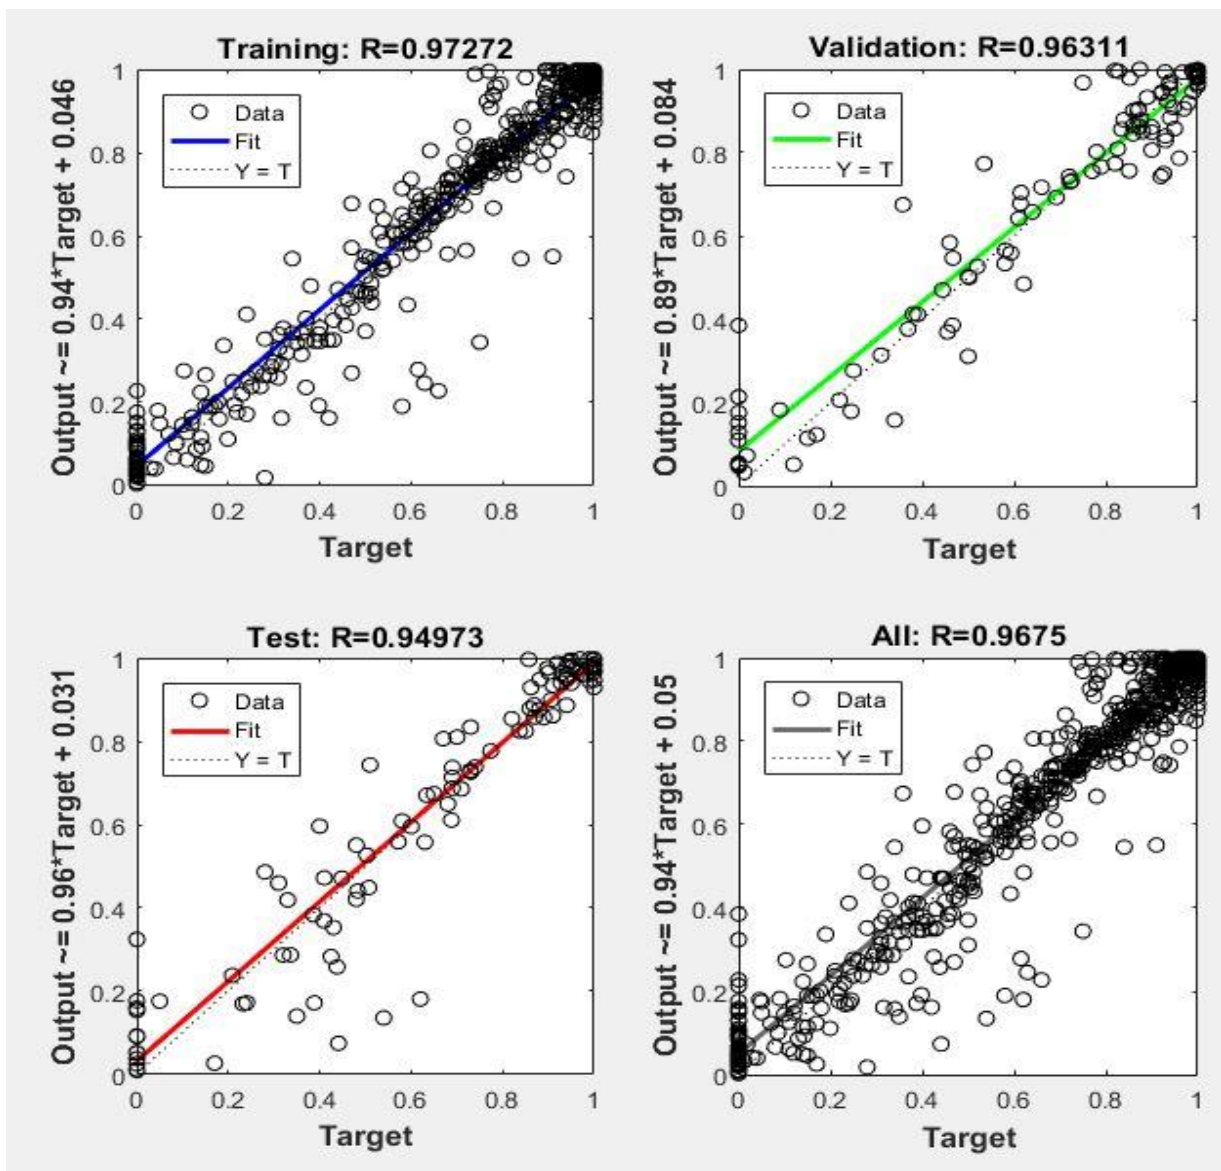 Training: R=0.97272
Output ~= 0.94*Target + 0.046
Data
Fit
Y = T
1
0.8
0.6
0.4
0.2
0
0 0.2 0.4 0.6 0.8 1
Target
Validation: R=0.96311
Output ~= 0.89*Target + 0.084
Data
Fit
Y = T
1
0.8
0.6
0.4
0.2
0
0 0.2 0.4 0.6 0.8 1
Target
Test: R=0.94973
Output ~= 0.96*Target + 0.031
Data
Fit
Y = T
1
0.8
0.6
0.4
0.2
0
0 0.2 0.4 0.6 0.8 1
Target
All: R=0.9675
Output ~= 0.94*Target + 0.05
Data
Fit
Y = T
1
0.8
0.6
0.4
0.2
0
0 0.2 0.4 0.6 0.8 1
Target